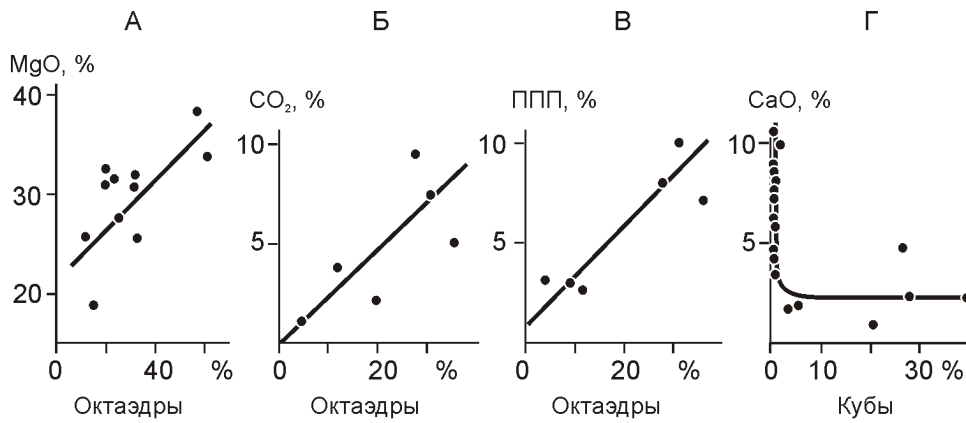 А
MgO, %
40
30
20
0 40 %
Октаэдры
Б
CO₂, %
10
5
0 20 %
Октаэдры
В
ППП, %
10
5
0 20 %
Октаэдры
Г
CaO, %
10
5
0 10 30 %
Кубы